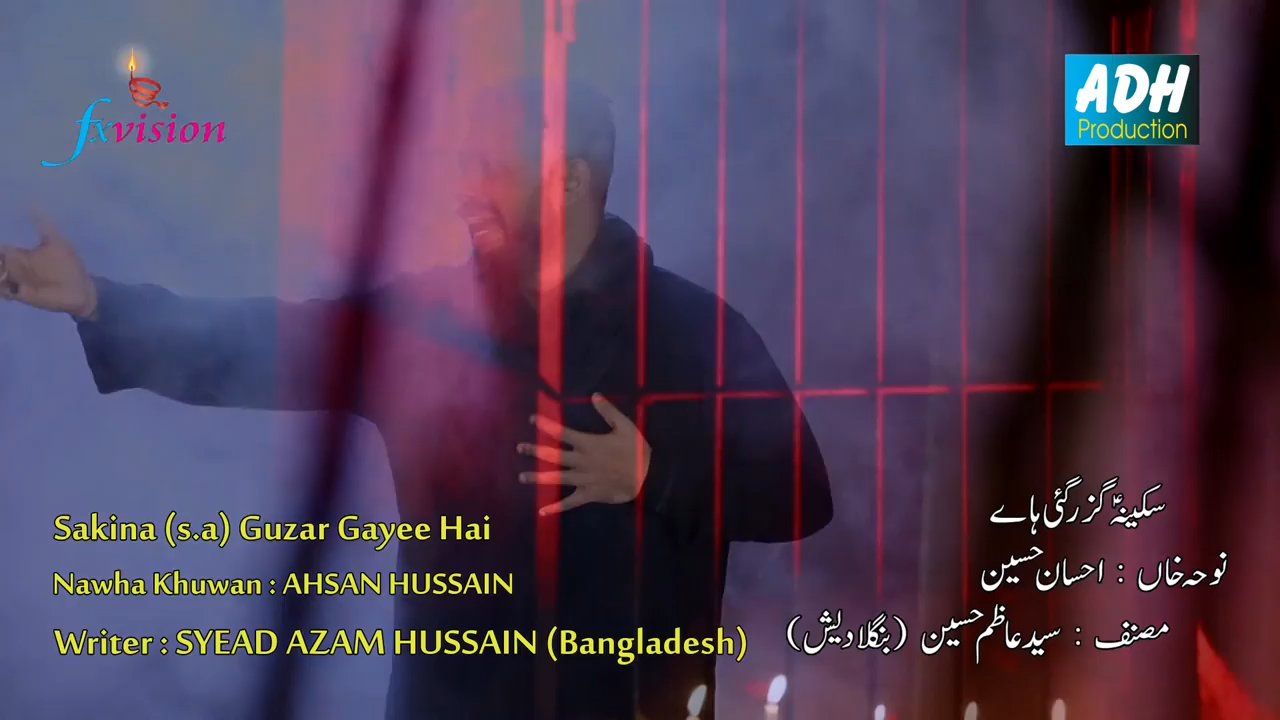 fxvision
ADH
Production
Sakina (s.a) Guzar Gayee Hai
Nawha Khuwan : AHSAN HUSSAIN
Writer : SYEAD AZAM HUSSAIN (Bangladesh)
سکینہؑ گزر گئی ہاے
نوحہ خاں : احسان حسین
مصنف : سید عاظم حسین (بنگلادیش)